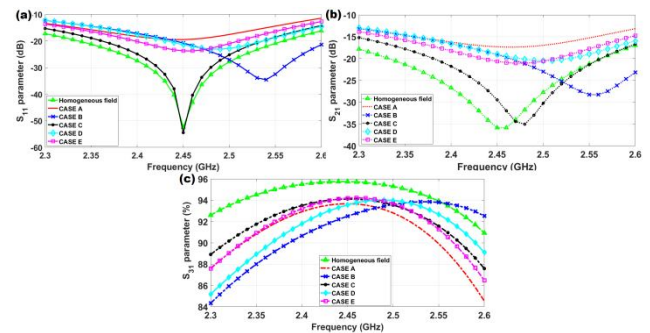 (a)
S11 parameter (dB)
-10
-20
-30
-40
-50
-60
Homogeneous field
CASE A
CASE B
CASE C
CASE D
CASE E
2.3 2.35 2.4 2.45 2.5 2.55 2.6
Frequency (GHz)
(b)
S21 parameter (dB)
-10
-15
-20
-25
-30
-35
-40
Homogeneous field
CASE A
CASE B
CASE C
CASE D
CASE E
2.3 2.35 2.4 2.45 2.5 2.55 2.6
Frequency (GHz)
(c)
S31 parameter (%)
96
94
92
90
88
86
84
Homogeneous field
CASE A
CASE B
CASE C
CASE D
CASE E
2.3 2.35 2.4 2.45 2.5 2.55 2.6
Frequency (GHz)